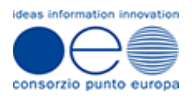 ideas information innovation
consorzio punto europa